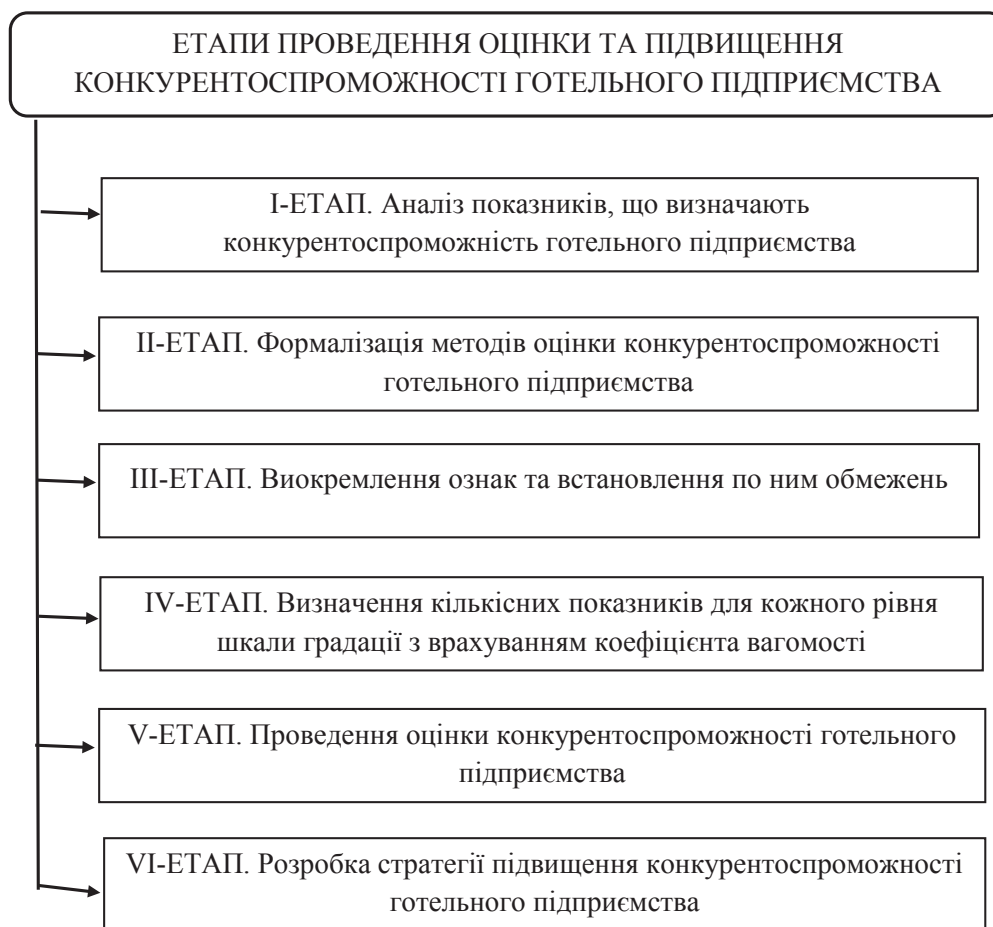 ЕТАПИ ПРОВЕДЕННЯ ОЦІНКИ ТА ПІДВИЩЕННЯ
КОНКУРЕНТОСПРОМОЖНОСТІ ГОТЕЛЬНОГО ПІДПРИЄМСТВА
I-ЕТАП. Аналіз показників, що визначають
конкурентоспроможність готельного підприємства
II-ЕТАП. Формалізація методів оцінки конкурентоспроможності
готельного підприємства
III-ЕТАП. Виокремлення ознак та встановлення по ним обмежень
IV-ЕТАП. Визначення кількісних показників для кожного рівня
шкали градації з врахуванням коефіцієнта вагомості
V-ЕТАП. Проведення оцінки конкурентоспроможності готельного
підприємства
VI-ЕТАП. Розробка стратегії підвищення конкурентоспроможності
готельного підприємства